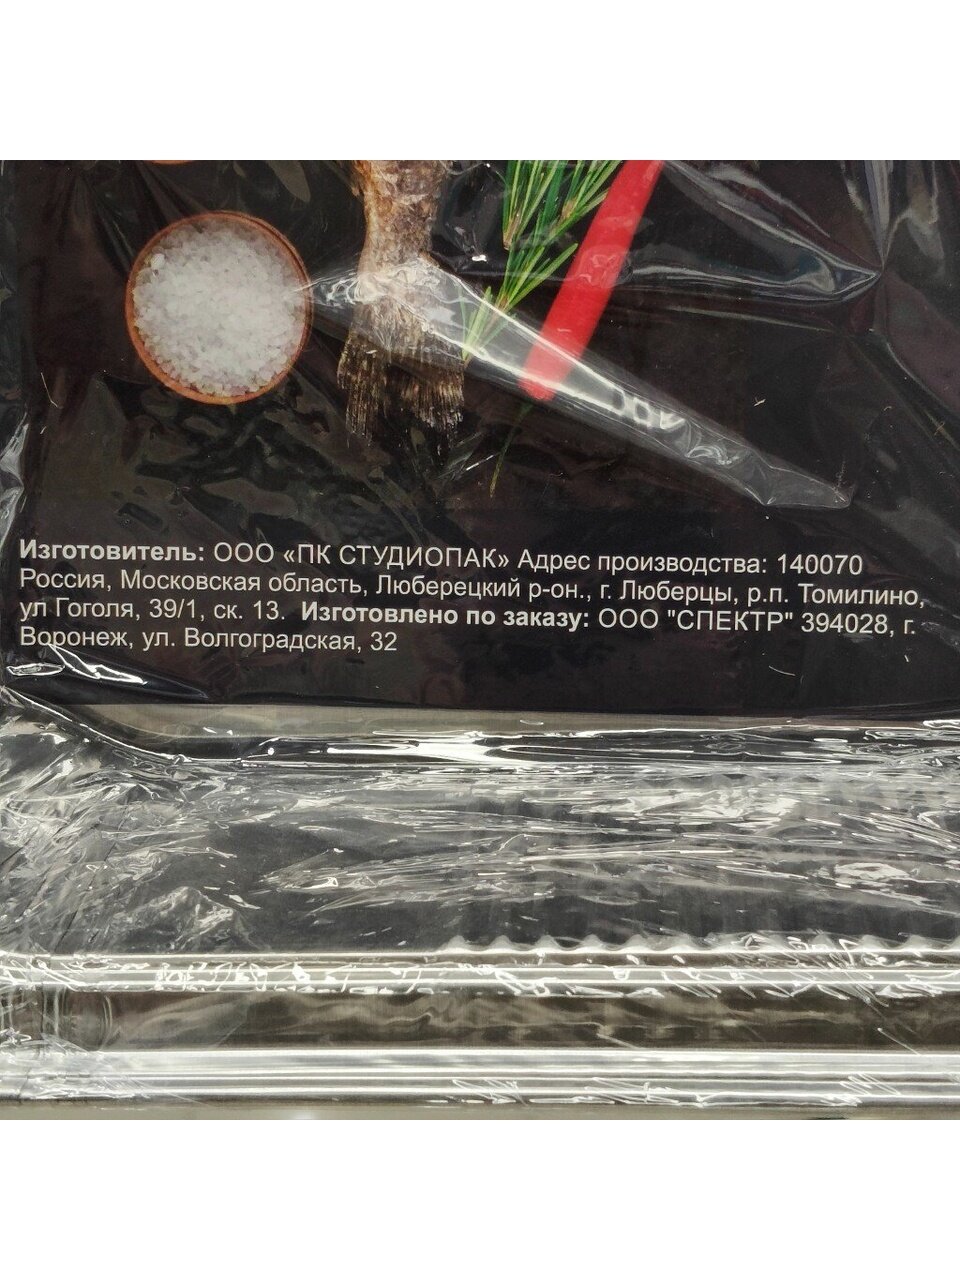 Изготовитель: ООО «ПК СТУДИОПАК» Адрес производства: 140070
Россия, Московская область, Люберецкий р-он., г. Люберцы, р.п. Томилино,
ул Гоголя, 39/1, ск. 13. Изготовлено по заказу: ООО "СПЕКТР" 394028, г.
Воронеж, ул. Волгоградская, 32